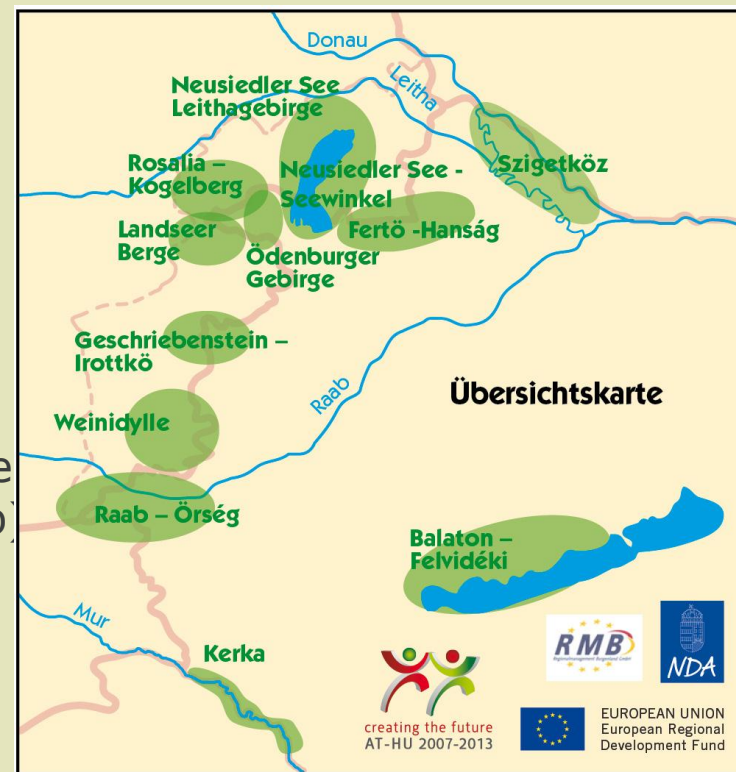 Donau
Leitha
Neusiedler See
Leithagebirge
Rosalia –
Kogelberg
Neusiedler See -
Seewinkel
Szigetköz
Landseer
Berge
Fertö -Hanság
Ödenburger
Gebirge
Geschriebenstein –
Irottkö
Raab
Übersichtskarte
Weinidylle
Raab – Örség
Balaton –
Felvidéki
Mur
Kerka
RMB
NDA
creating the future
AT-HU 2007-2013
EUROPEAN UNION
European Regional
Development Fund